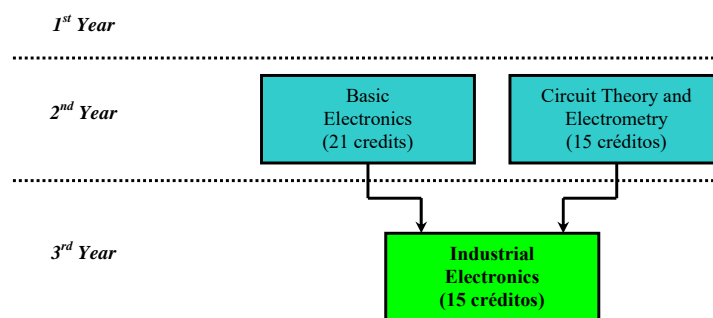 1st Year
2nd Year
Basic
Electronics
(21 credits)
Circuit Theory and
Electrometry
(15 créditos)
3rd Year
Industrial
Electronics
(15 créditos)